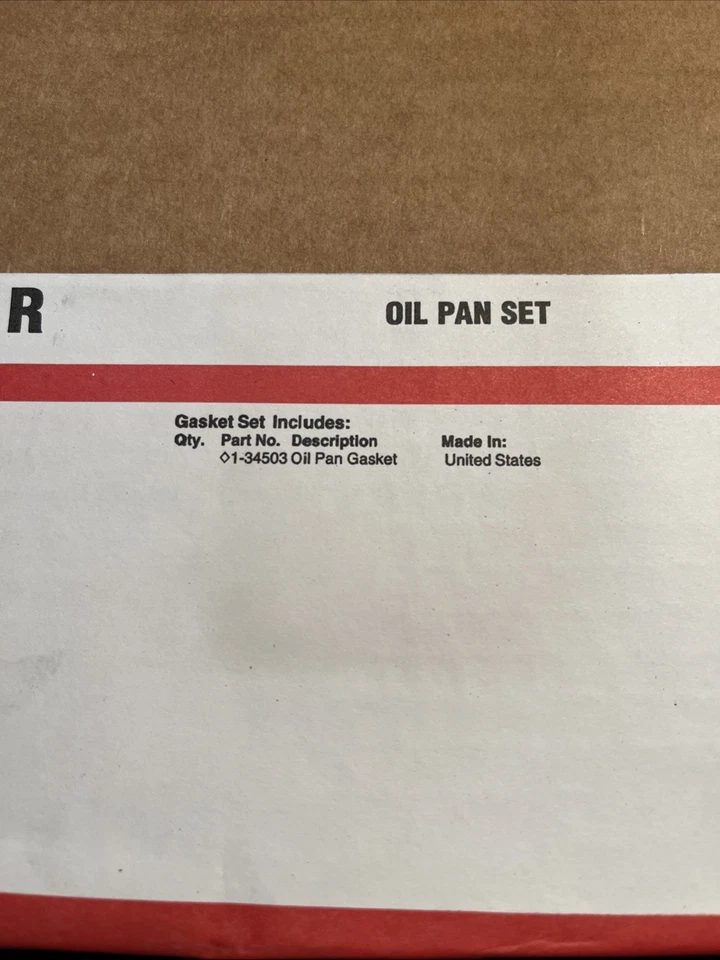 R
OIL PAN SET
Gasket Set Includes:
Qty. Part No. Description Made In:
◊1-34503 Oil Pan Gasket United States